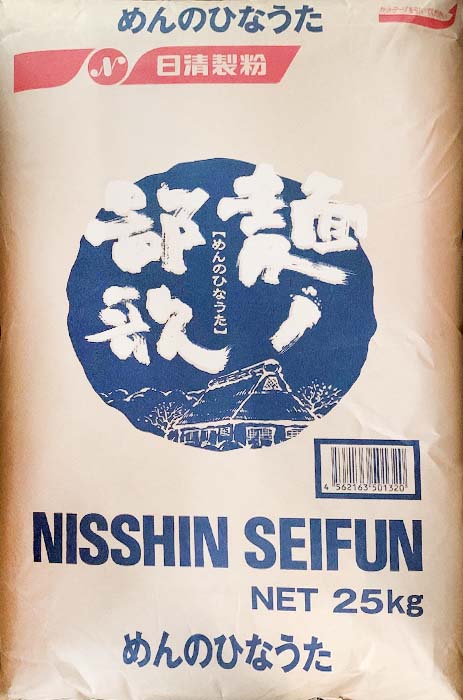 めんのひなうた
N 日清製粉
麺ノ
【めんのひなうた】
鄙歌
4 562163 501320
NISSHIN SEIFUN
NET 25kg
めんのひなうた